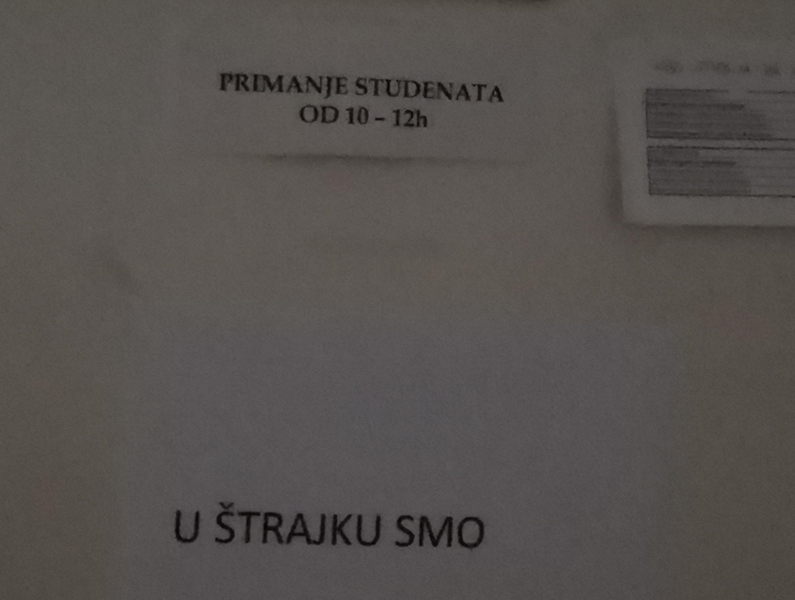 PRIMANJE STUDENATA
OD 10 – 12h
U ŠTRAJKU SMO